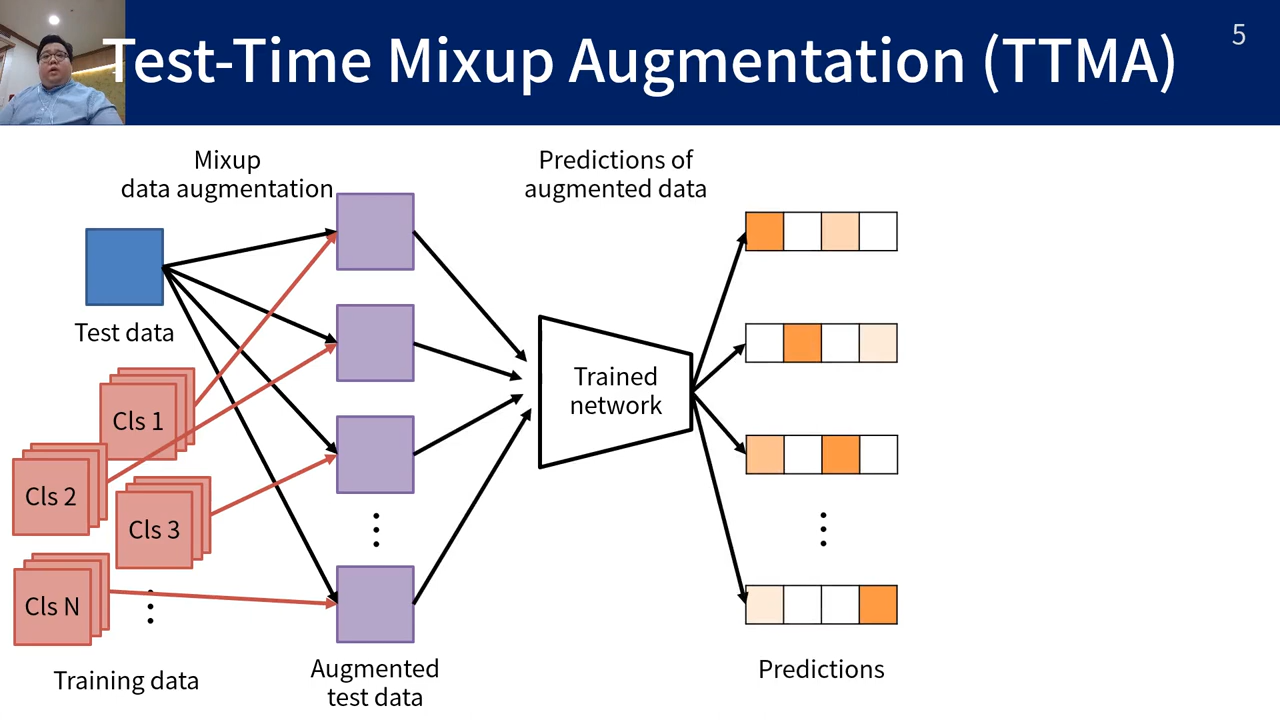 Test-Time Mixup Augmentation (TTMA)
5
Mixup
data augmentation
Predictions of
augmented data
Test data
Cls 1
Cls 2
Cls 3
Cls N
Trained
network
Training data
Augmented
test data
Predictions